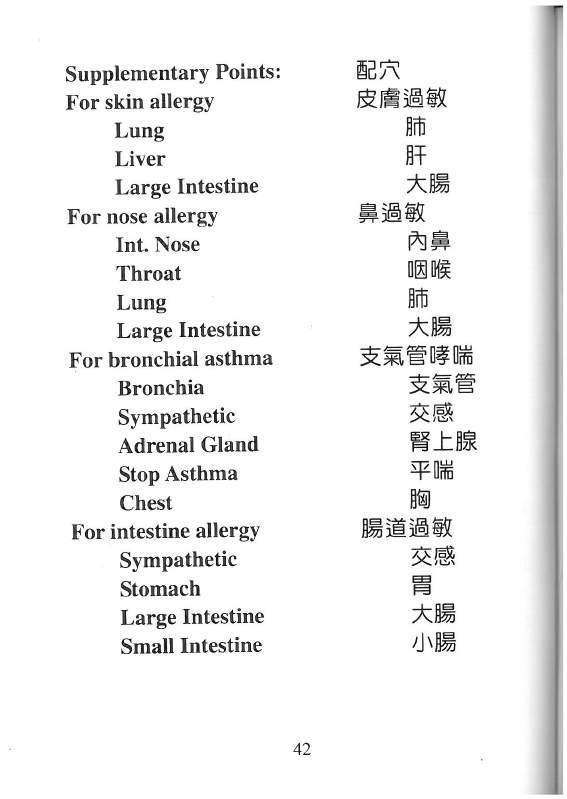 Supplementary Points: 配穴
For skin allergy 皮膚過敏
Lung 肺
Liver 肝
Large Intestine 大腸
For nose allergy 鼻過敏
Int. Nose 內鼻
Throat 咽喉
Lung 肺
Large Intestine 大腸
For bronchial asthma 支氣管哮喘
Bronchia 支氣管
Sympathetic 交感
Adrenal Gland 腎上腺
Stop Asthma 平喘
Chest 胸
For intestine allergy 腸道過敏
Sympathetic 交感
Stomach 胃
Large Intestine 大腸
Small Intestine 小腸
42